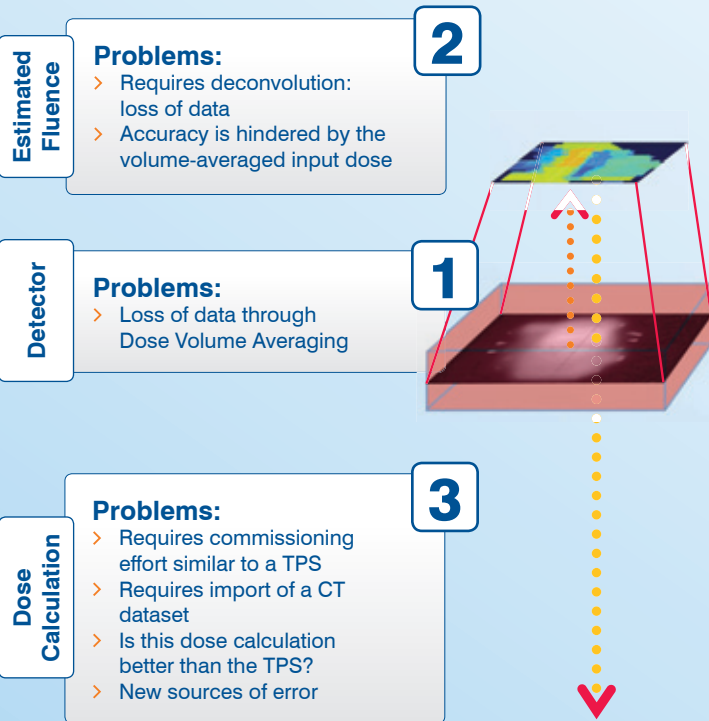 Estimated
Fluence
2
Problems:
> Requires deconvolution:
loss of data
> Accuracy is hindered by the
volume-averaged input dose
Detector
1
Problems:
> Loss of data through
Dose Volume Averaging
Dose
Calculation
3
Problems:
> Requires commissioning
effort similar to a TPS
> Requires import of a CT
dataset
> Is this dose calculation
better than the TPS?
> New sources of error